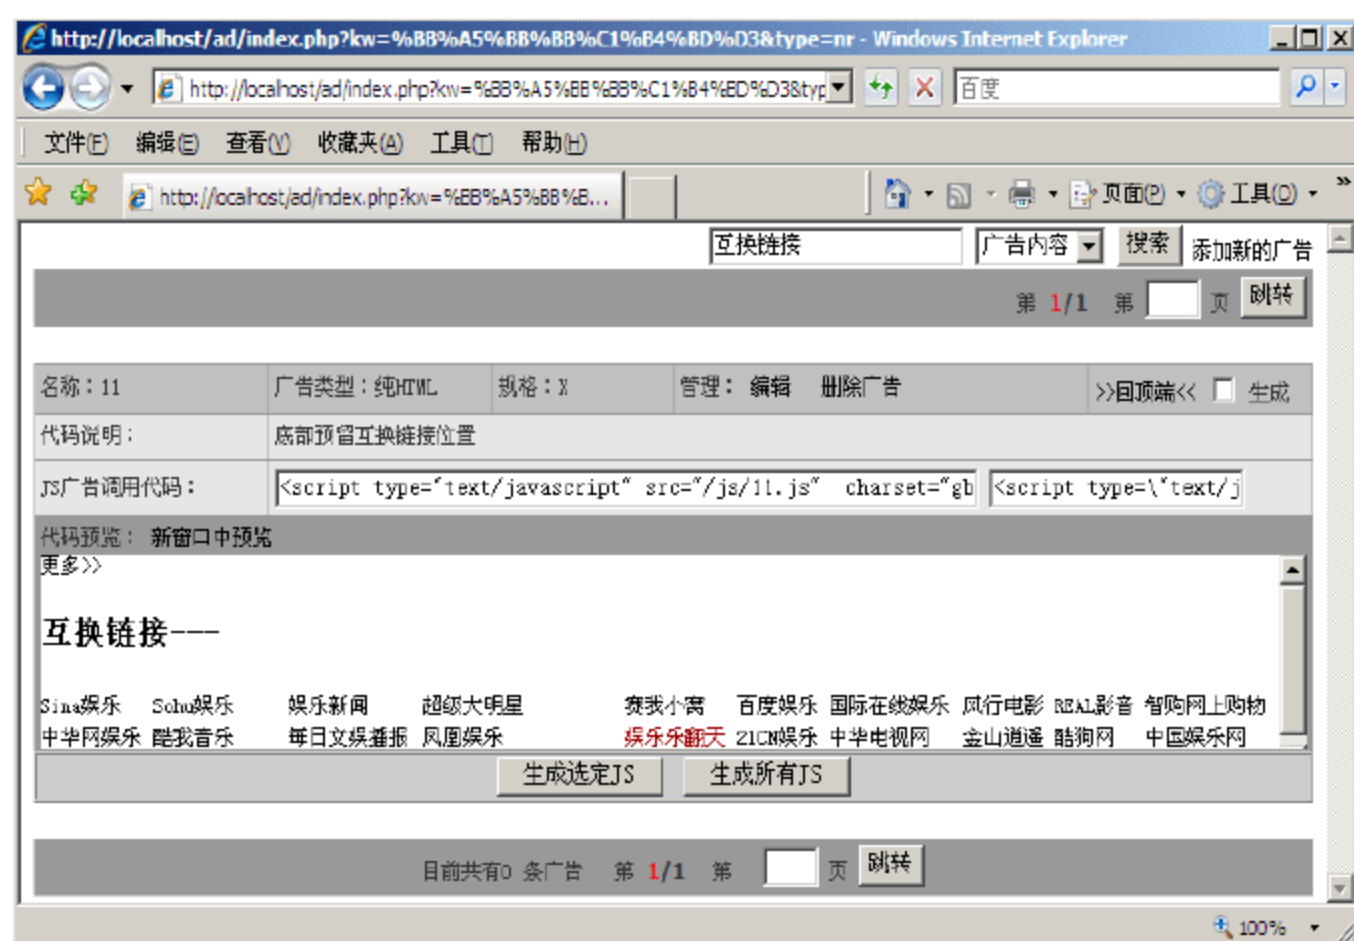 http://localhost/ad/index.php?kw=%BB%A5%BB%BB%C1%B4%BD%D3&type=nr - Windows Internet Explorer
http://localhost/ad/index.php?kw=%BB%A5%BB%BB%C1%B4%BD%D3&typ 百度
文件(F) 编辑(E) 查看(V) 收藏夹(A) 工具(T) 帮助(H)
http://localhost/ad/index.php?kw=%BB%A5%BB%B... 页面(P) 工具(O) »
互换链接 广告内容 搜索 添加新的广告
第 1/1 第 页 跳转
名称：11 广告类型：纯HTML 规格：X 管理： 编辑 删除广告 >>回顶端<< 生成
代码说明： 底部预留互换链接位置
JS广告调用代码： <script type="text/javascript" src="/js/11.js" charset="gb <script type=\"text/j
代码预览： 新窗口中预览
更多>>
互换链接---
Sina娱乐 Sohu娱乐 娱乐新闻 超级大明星 赛我小窝 百度娱乐 国际在线娱乐 风行电影 REAL影音 智购网上购物
中华网娱乐 酷我音乐 每日文娱播报 凤凰娱乐 娱乐乐翻天 21CN娱乐 中华电视网 金山逍遥 酷狗网 中国娱乐网
生成选定JS 生成所有JS
目前共有0 条广告 第 1/1 第 页 跳转
100%